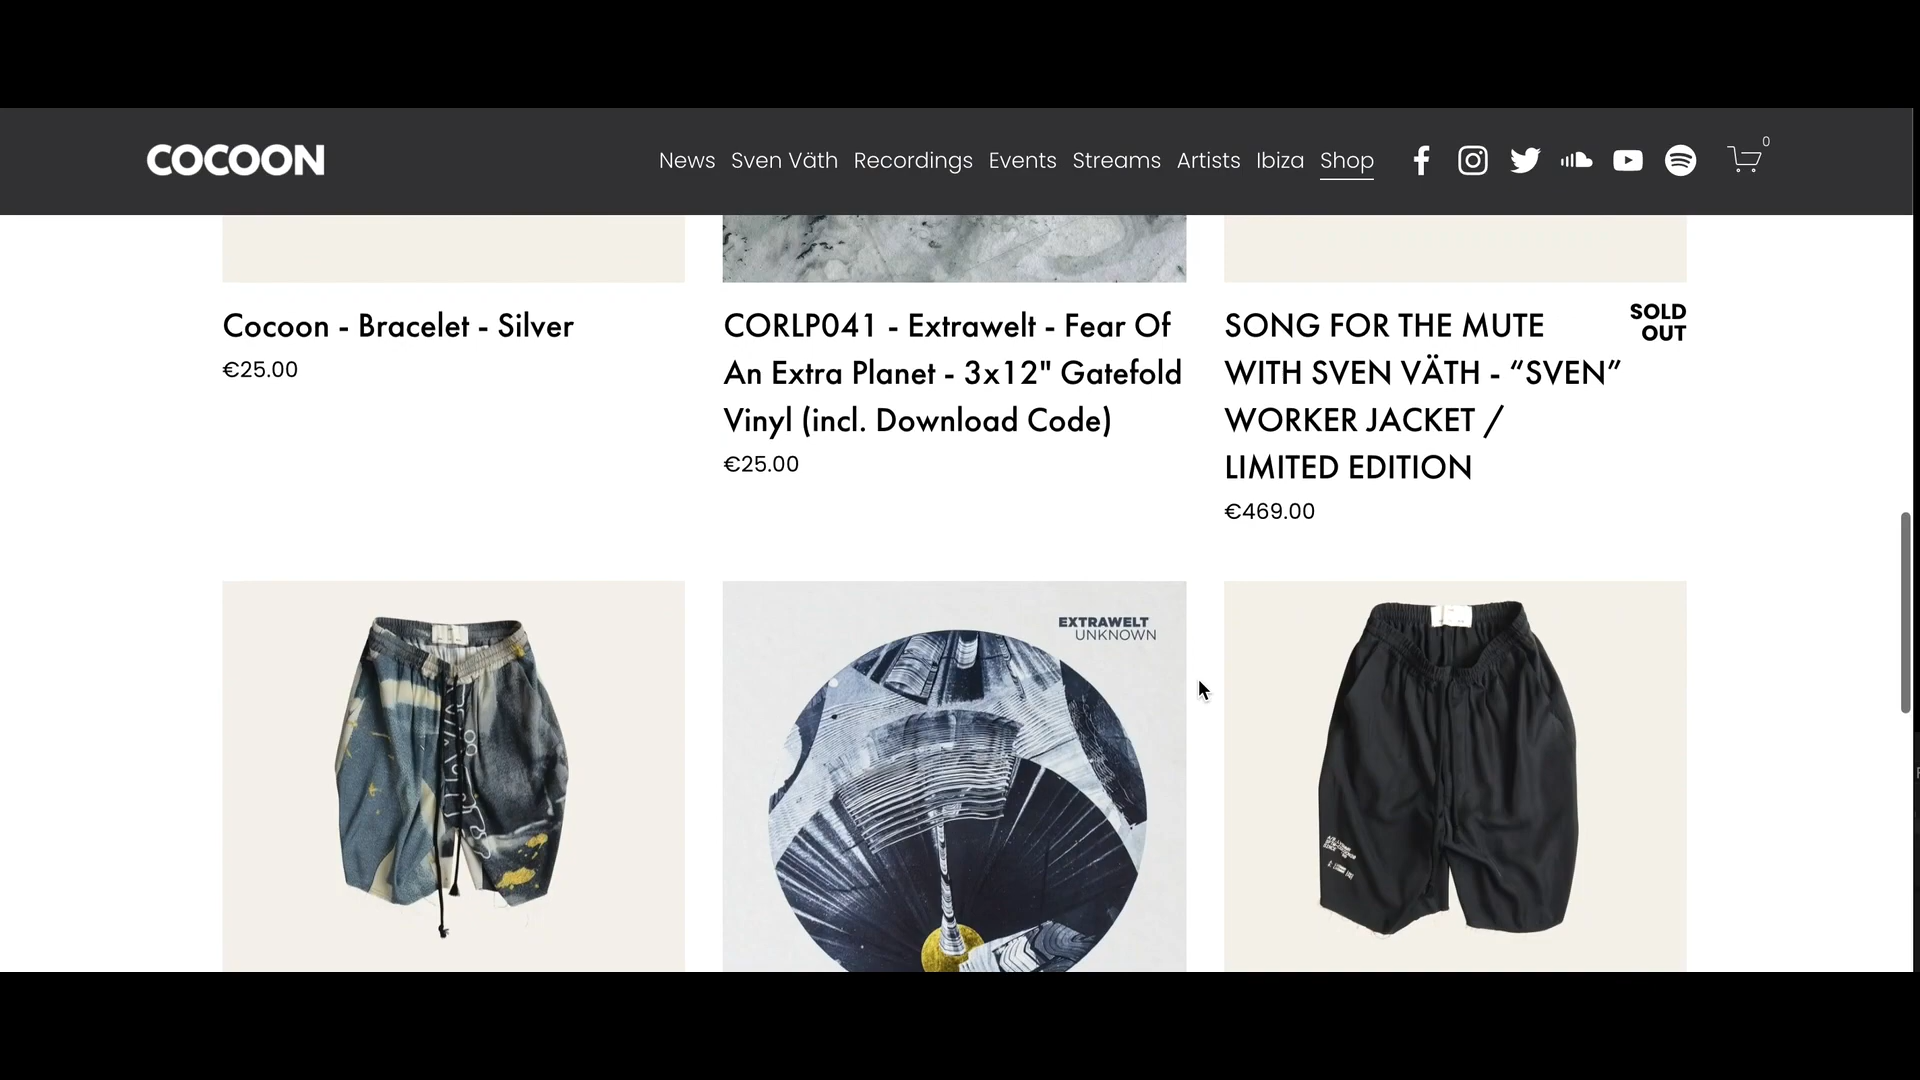 COCOON
News Sven Väth Recordings Events Streams Artists Ibiza Shop
0
Cocoon - Bracelet - Silver
€25.00
CORLP041 - Extrawelt - Fear Of
An Extra Planet - 3x12" Gatefold
Vinyl (incl. Download Code)
€25.00
SONG FOR THE MUTE
WITH SVEN VÄTH - “SVEN”
WORKER JACKET /
LIMITED EDITION
SOLD
OUT
€469.00
EXTRAWELT
UNKNOWN